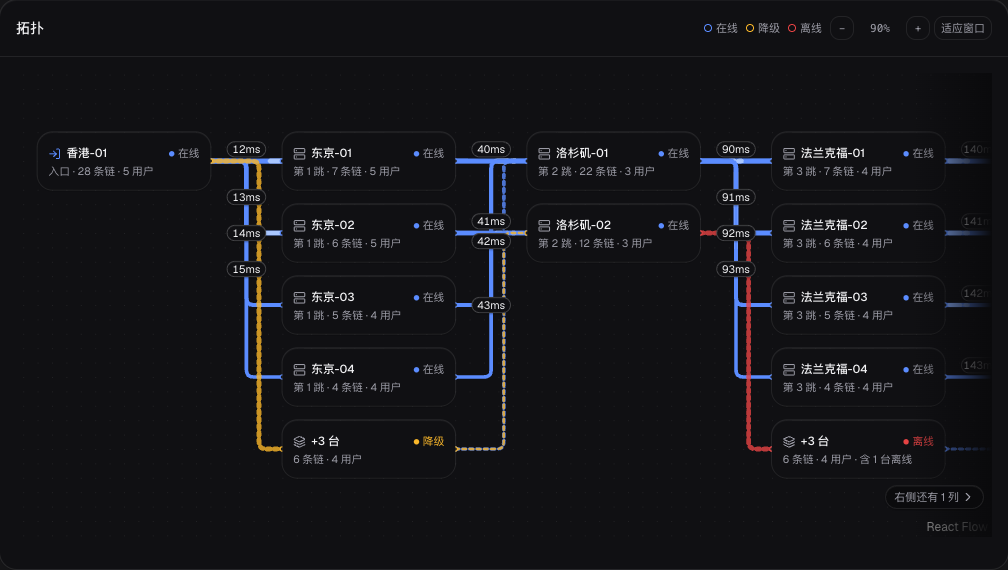 拓扑
在线 降级 离线 − 90% + 适应窗口
香港-01 在线
入口 · 28 条链 · 5 用户
12ms
13ms
14ms
15ms
东京-01 在线
第 1 跳 · 7 条链 · 5 用户
东京-02 在线
第 1 跳 · 6 条链 · 5 用户
东京-03 在线
第 1 跳 · 5 条链 · 4 用户
东京-04 在线
第 1 跳 · 4 条链 · 4 用户
+3 台 降级
6 条链 · 4 用户
40ms
41ms
42ms
43ms
洛杉矶-01 在线
第 2 跳 · 22 条链 · 3 用户
洛杉矶-02 在线
第 2 跳 · 12 条链 · 3 用户
90ms
91ms
92ms
93ms
法兰克福-01 在线
第 3 跳 · 7 条链 · 4 用户
法兰克福-02 在线
第 3 跳 · 6 条链 · 4 用户
法兰克福-03 在线
第 3 跳 · 5 条链 · 4 用户
法兰克福-04 在线
第 3 跳 · 4 条链 · 4 用户
+3 台 离线
6 条链 · 4 用户 · 含 1 台离线
右侧还有 1 列
React Flow